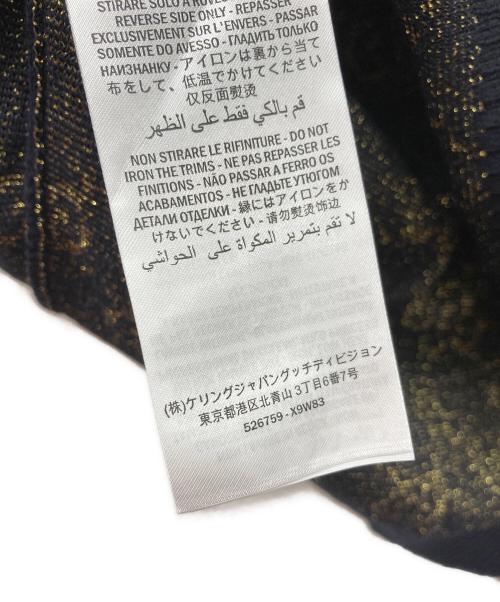 STIRARE SOLO A ROVE
REVERSE SIDE ONLY - REPASSER
EXCLUSIVEMENT SUR L'ENVERS - PASSAR
SOMENTE DO AVESSO - ГЛАДИТЬ ТОЛЬКО
НАИЗНАНКУ - アイロンは裏から当て
布をして、低温でかけてください
仅反面熨烫
قم بالكي فقط على الظهر
NON STIRARE LE RIFINITURE - DO NOT
IRON THE TRIMS - NE PAS REPASSER LES
FINITIONS - NÃO PASSAR A FERRO OS
ACABAMENTOS - НЕ ГЛАДЬТЕ УТЮГОМ
ДЕТАЛИ ОТДЕЛКИ - 縁にはアイロンをか
けないでください - 请勿熨烫饰边
لا تقم بتمرير المكواة على الحواشي
(株)ケリングジャパングッチディビジョン
東京都港区北青山 3丁目6番7号
526759 - X9W83